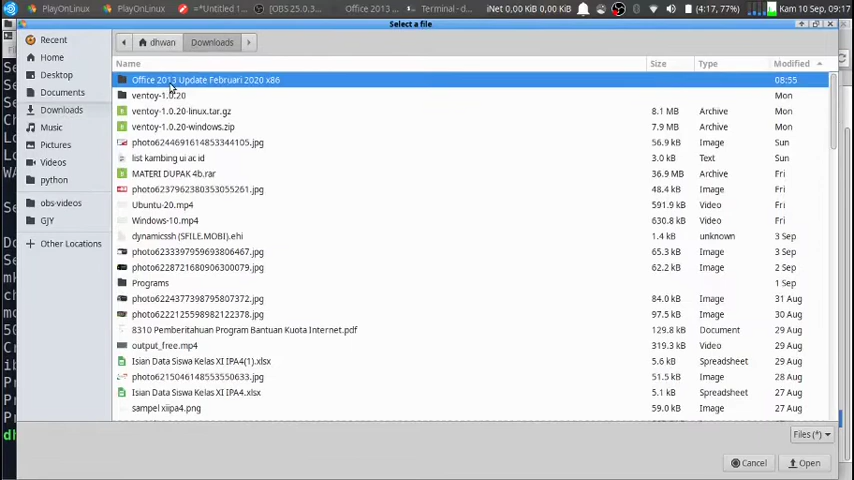 PlayOnLinux PlayOnLinux =*Untitled 1 ... [OBS 25.0.3... Office 2013 ... Terminal - d... iNet 0,00 KiB/s 0,00 KiB/s (4:17, 77%) Kam 10 Sep, 09:17
Select a file
Recent
Home
Desktop
Documents
Downloads
Music
Pictures
Videos
python
obs-videos
GJY
Other Locations
dhwan Downloads
Name Size Type Modified
Office 2013 Update Februari 2020 x86 08:55
ventoy-1.0.20 Mon
ventoy-1.0.20-linux.tar.gz 8.1 MB Archive Mon
ventoy-1.0.20-windows.zip 7.9 MB Archive Mon
photo6244691614853344105.jpg 56.9 kB Image Sun
list kambing ui ac id 3.0 kB Text Sun
MATERI DUPAK 4b.rar 36.9 MB Archive Fri
photo6237962380353055261.jpg 48.4 kB Image Fri
Ubuntu-20.mp4 591.9 kB Video Fri
Windows-10.mp4 630.8 kB Video Fri
dynamicssh (SFILE.MOBI).ehi 1.4 kB unknown 3 Sep
photo6233397959693806467.jpg 65.3 kB Image 3 Sep
photo6228721680906300079.jpg 62.2 kB Image 2 Sep
Programs 1 Sep
photo6224377398795807372.jpg 84.0 kB Image 31 Aug
photo6222125598982122378.jpg 97.5 kB Image 30 Aug
8310 Pemberitahuan Program Bantuan Kuota Internet.pdf 129.8 kB Document 29 Aug
output_free.mp4 319.3 kB Video 29 Aug
Isian Data Siswa Kelas XI IPA4(1).xlsx 5.6 kB Spreadsheet 29 Aug
photo6215046148553550633.jpg 51.5 kB Image 28 Aug
Isian Data Siswa Kelas XI IPA4.xlsx 5.1 kB Spreadsheet 29 Aug
sampel xiipa4.png 59.0 kB Image 28 Aug
Files (*)
Cancel Open